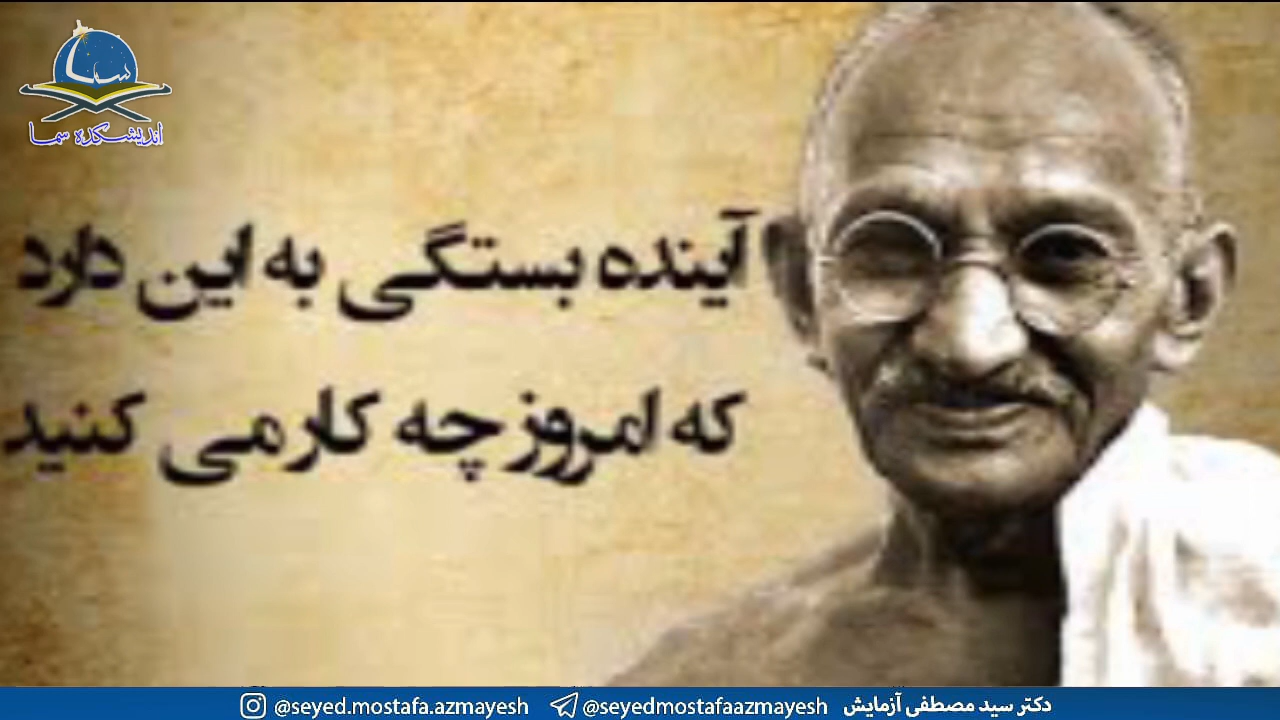 سما
اندیشکده سما
آینده بستگی به این دارد
که امروز چه کار می کنید
@seyed.mostafa.azmayesh @seyedmostafaazmayesh دکتر سید مصطفی آزمایش